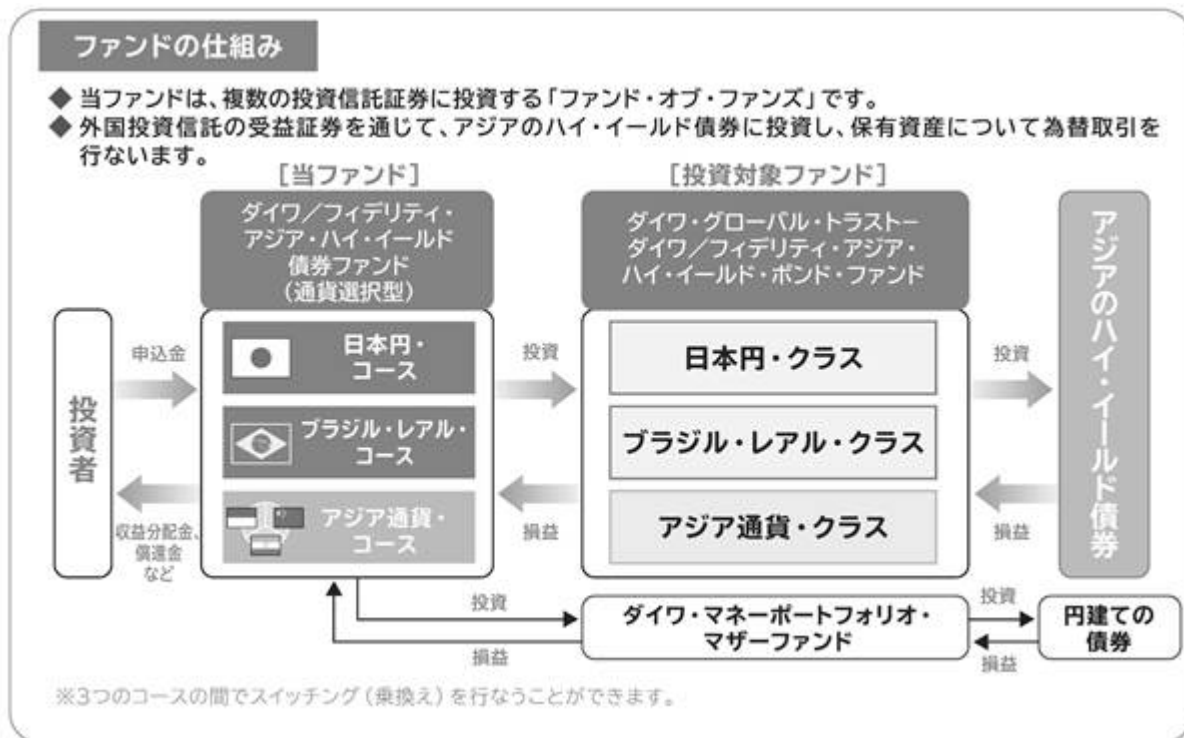 ファンドの仕組み
◆ 当ファンドは、複数の投資信託証券に投資する「ファンド・オブ・ファンズ」です。
◆ 外国投資信託の受益証券を通じて、アジアのハイ・イールド債券に投資し、保有資産について為替取引を
行ないます。
[当ファンド]
[投資対象ファンド]
ダイワ／フィデリティ・
アジア・ハイ・イールド
債券ファンド
（通貨選択型）
ダイワ・グローバル・トラスト－
ダイワ／フィデリティ・アジア・
ハイ・イールド・ボンド・ファンド
投資者
申込金
収益分配金、
償還金
など
日本円・
コース
ブラジル・レアル・
コース
アジア通貨・
コース
投資
損益
日本円・クラス
ブラジル・レアル・クラス
アジア通貨・クラス
投資
損益
アジアのハイ・イールド債券
投資
損益
ダイワ・マネーポートフォリオ・
マザーファンド
投資
損益
円建ての
債券
※3つのコースの間でスイッチング（乗換え）を行なうことができます。